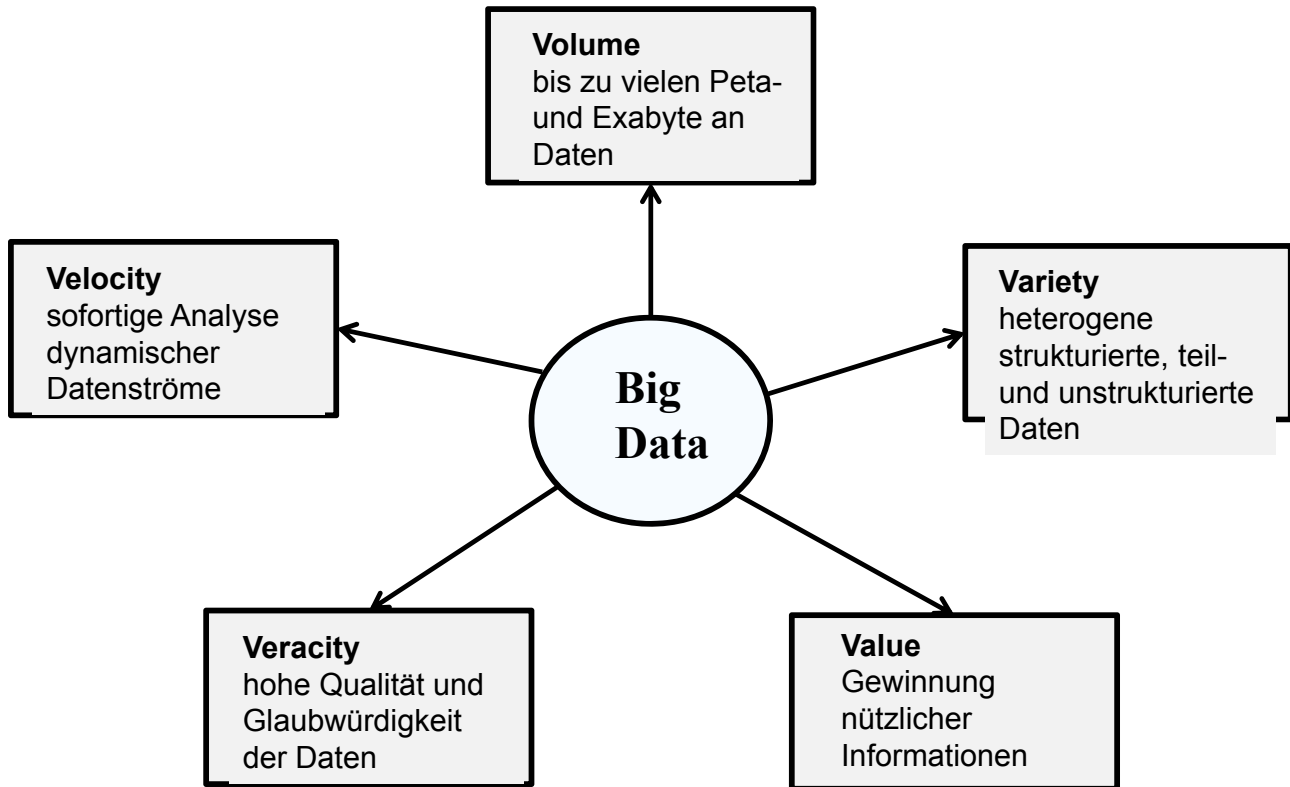 Volume
bis zu vielen Peta-
und Exabyte an
Daten
Velocity
sofortige Analyse
dynamischer
Datenströme
Variety
heterogene
strukturierte, teil-
und unstrukturierte
Daten
Big
Data
Veracity
hohe Qualität und
Glaubwürdigkeit
der Daten
Value
Gewinnung
nützlicher
Informationen